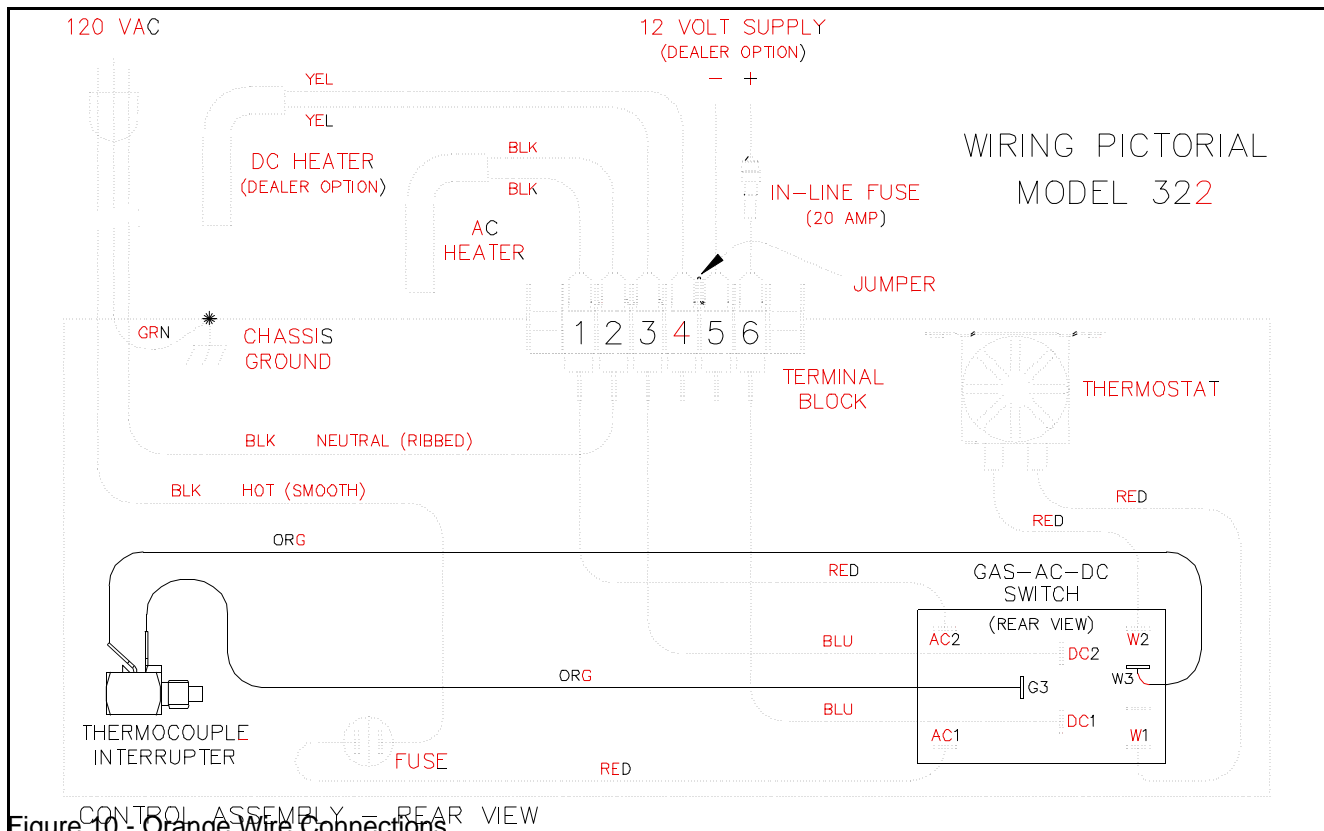 120 VAC
12 VOLT SUPPLY
(DEALER OPTION)
- +
YEL
YEL
DC HEATER
(DEALER OPTION)
BLK
BLK
AC
HEATER
IN-LINE FUSE
(20 AMP)
WIRING PICTORIAL
MODEL 322
JUMPER
GRN
CHASSIS
GROUND
1 2 3 4 5 6
TERMINAL
BLOCK
THERMOSTAT
BLK NEUTRAL (RIBBED)
BLK HOT (SMOOTH)
RED
RED
ORG
RED
GAS-AC-DC
SWITCH
(REAR VIEW)
AC2
W2
BLU
DC2
ORG
G3
W3
BLU
DC1
AC1
W1
THERMOCOUPLE
INTERRUPTER
FUSE
RED
CONTROL ASSEMBLY - REAR VIEW
Figure 10 - Orange Wire Connections